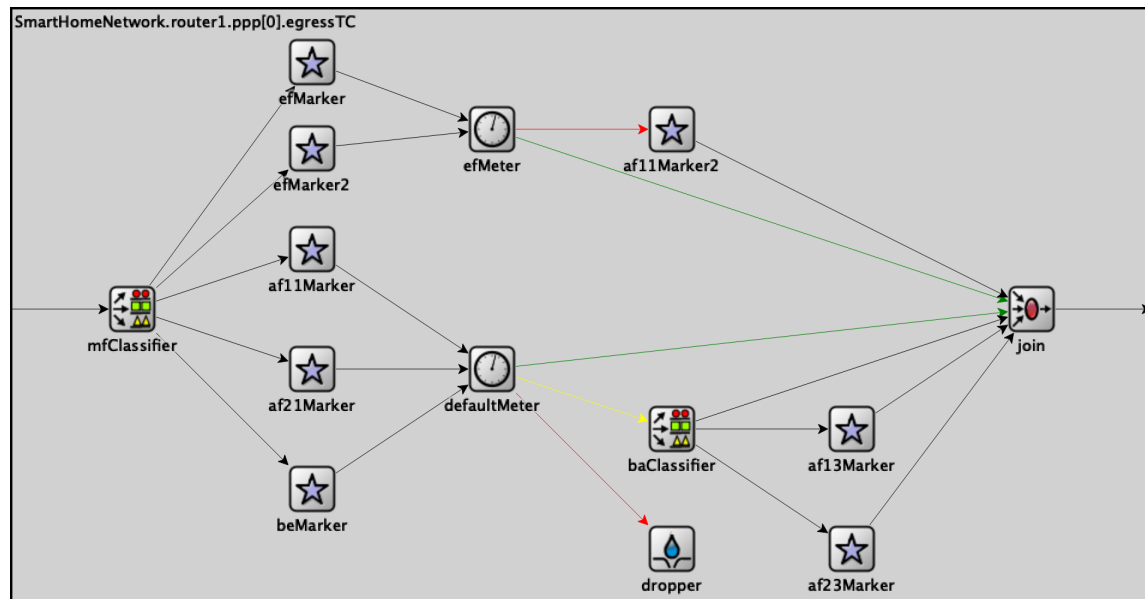 SmartHomeNetwork.router1.ppp[0].egressTC
efMarker
efMarker2
efMeter
af11Marker2
af11Marker
mfClassifier
join
af21Marker
defaultMeter
baClassifier
af13Marker
beMarker
dropper
af23Marker